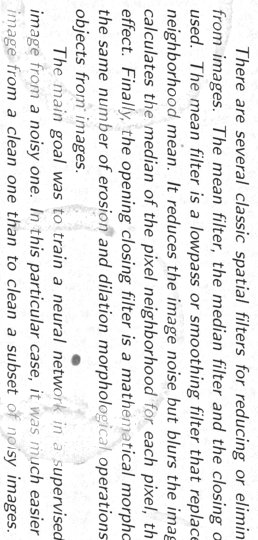 There are several classic spatial filters for reducing or elimin
from images. The mean filter, the median filter and the closing o
used. The mean filter is a lowpass or smoothing filter that replace
neighborhood mean. It reduces the image noise but blurs the imag
calculates the median of the pixel neighborhood for each pixel, th
effect. Finally, the opening closing filter is a mathematical morpho
the same number of erosion and dilation morphological operations
objects from images.
The main goal was to train a neural network in a supervised
image from a noisy one. In this particular case, it was much easier
image from a clean one than to clean a subset of noisy images.